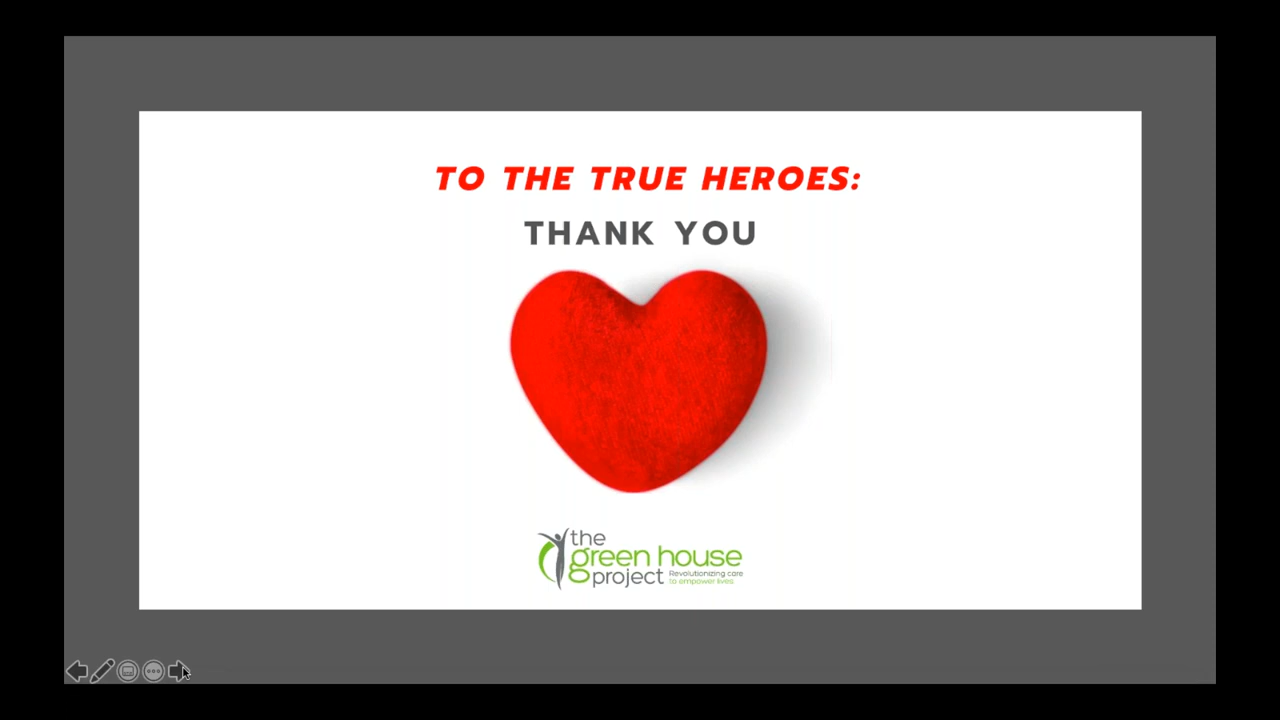 TO THE TRUE HEROES:
THANK YOU
the
green house
project Revolutionizing care
to empower lives